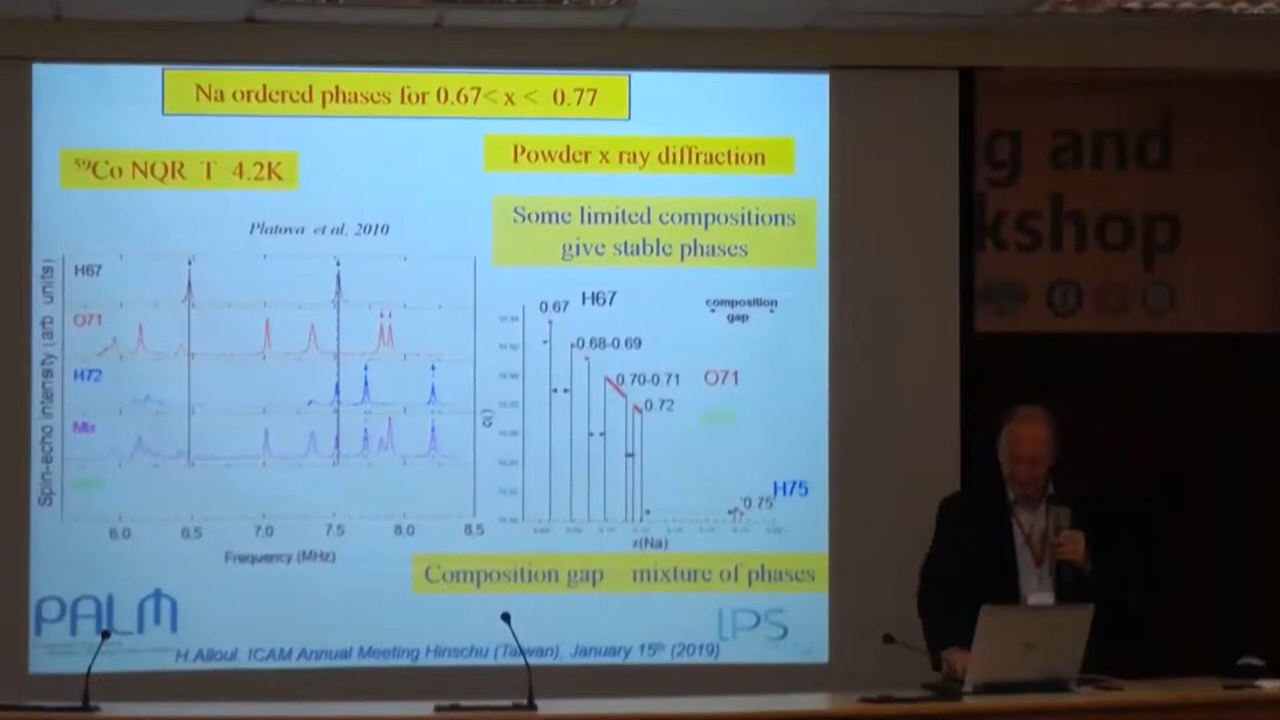 Na ordered phases for 0.67< x < 0.77
⁵⁹Co NQR T 4.2K
Platova et al, 2010
Spin-echo intensity (arb. units)
H67
O71
H72
Mix
6.0 6.5 7.0 7.5 8.0 8.5
Frequency (MHz)
Powder x ray diffraction
Some limited compositions
give stable phases
0.67 H67
0.68-0.69
0.70-0.71 O71
0.72
composition
gap
0.75 H75
x(Na)
Composition gap mixture of phases
PALM
LPS
H.Alloul, ICAM Annual Meeting Hinschu (Taiwan), January 15th (2019)
g and
kshop